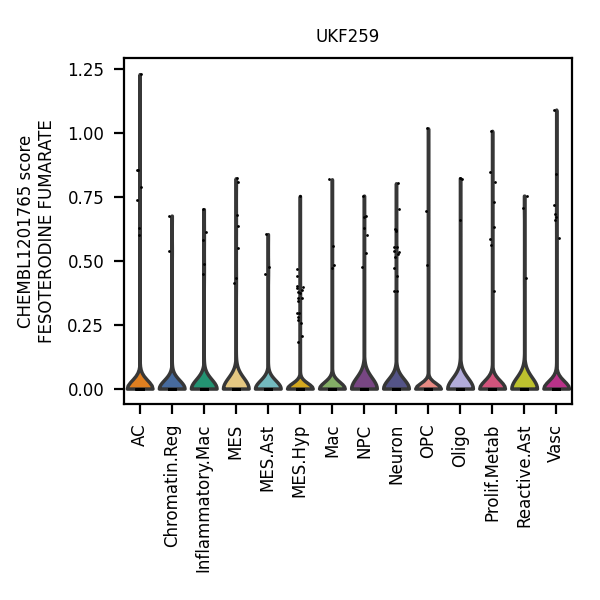 UKF259
CHEMBL1201765 score
FESOTERODINE FUMARATE
1.25
1.00
0.75
0.50
0.25
0.00
AC
Chromatin.Reg
Inflammatory.Mac
MES
MES.Ast
MES.Hyp
Mac
NPC
Neuron
OPC
Oligo
Prolif.Metab
Reactive.Ast
Vasc